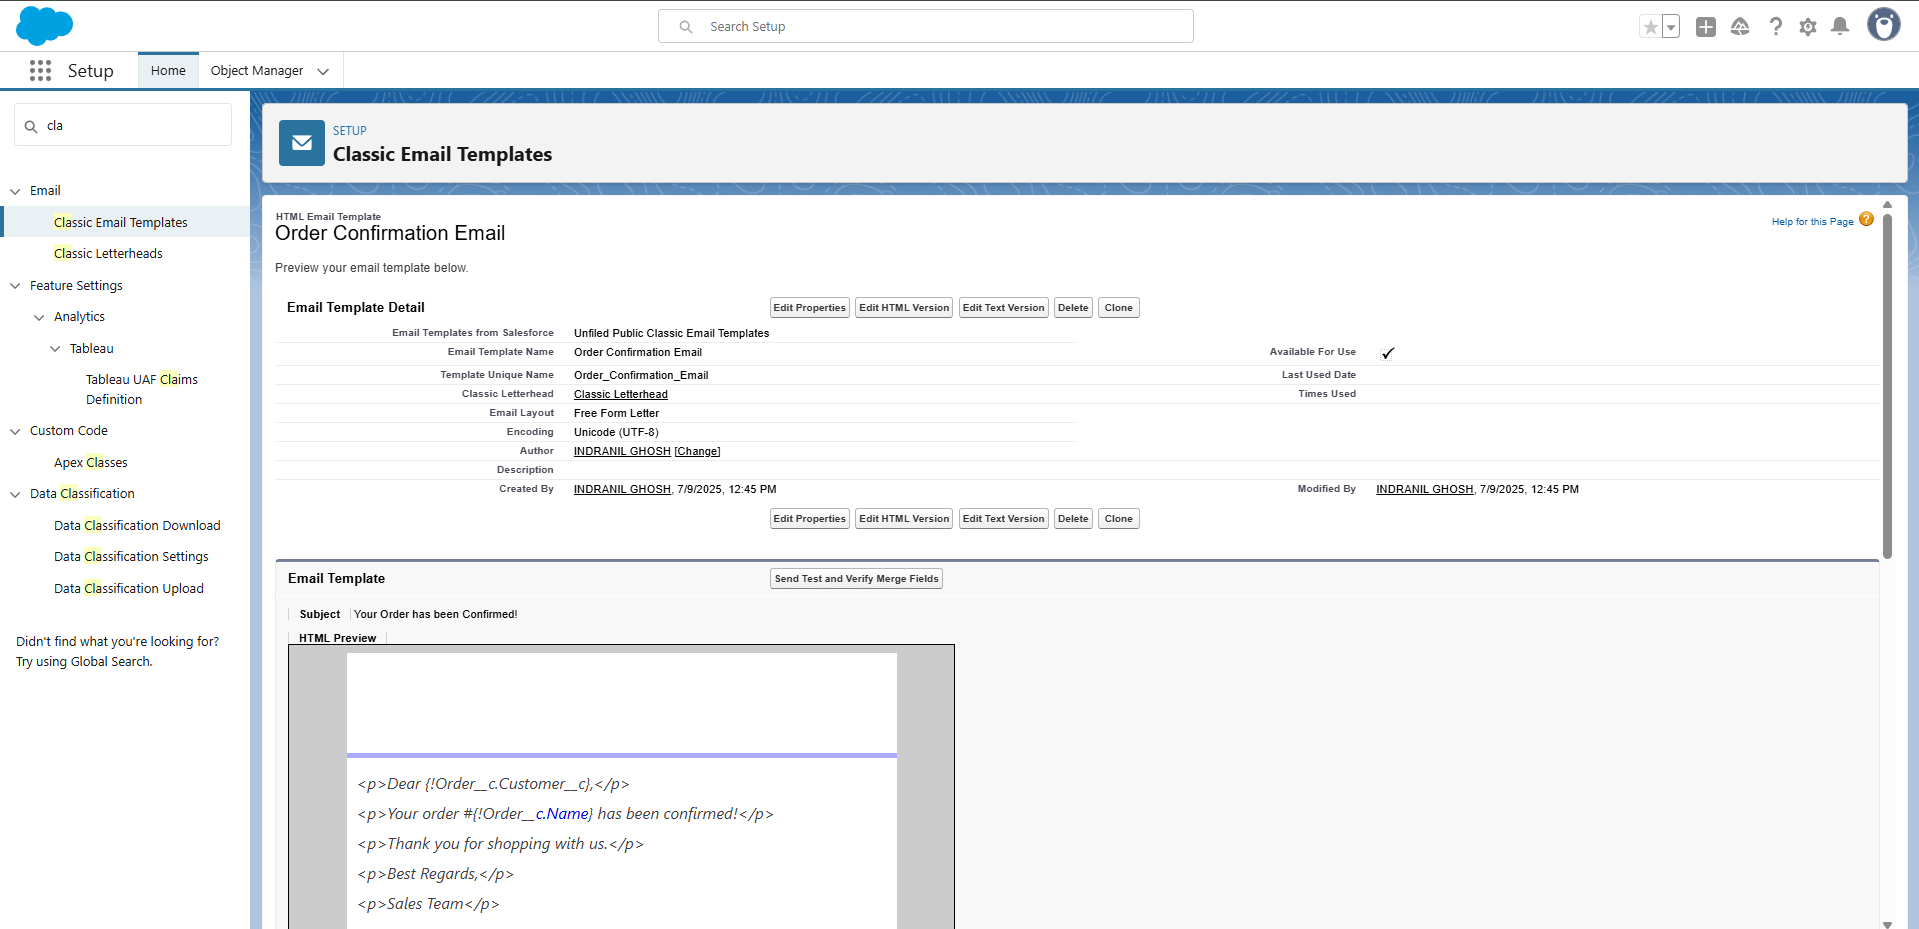 Search Setup
Setup
Home
Object Manager
cla
Email
Classic Email Templates
Classic Letterheads
Feature Settings
Analytics
Tableau
Tableau UAF Claims
Definition
Custom Code
Apex Classes
Data Classification
Data Classification Download
Data Classification Settings
Data Classification Upload
Didn't find what you're looking for?
Try using Global Search.
SETUP
Classic Email Templates
HTML Email Template
Order Confirmation Email
Help for this Page ?
Preview your email template below.
Email Template Detail
Edit Properties Edit HTML Version Edit Text Version Delete Clone
Email Templates from Salesforce Unfiled Public Classic Email Templates
Email Template Name Order Confirmation Email Available For Use ✓
Template Unique Name Order_Confirmation_Email Last Used Date
Classic Letterhead Classic Letterhead Times Used
Email Layout Free Form Letter
Encoding Unicode (UTF-8)
Author INDRANIL GHOSH [Change]
Description
Created By INDRANIL GHOSH, 7/9/2025, 12:45 PM Modified By INDRANIL GHOSH, 7/9/2025, 12:45 PM
Edit Properties Edit HTML Version Edit Text Version Delete Clone
Email Template Send Test and Verify Merge Fields
Subject Your Order has been Confirmed!
HTML Preview
<p>Dear {!Order__c.Customer__c},</p>
<p>Your order #{!Order__c.Name} has been confirmed!</p>
<p>Thank you for shopping with us.</p>
<p>Best Regards,</p>
<p>Sales Team</p>